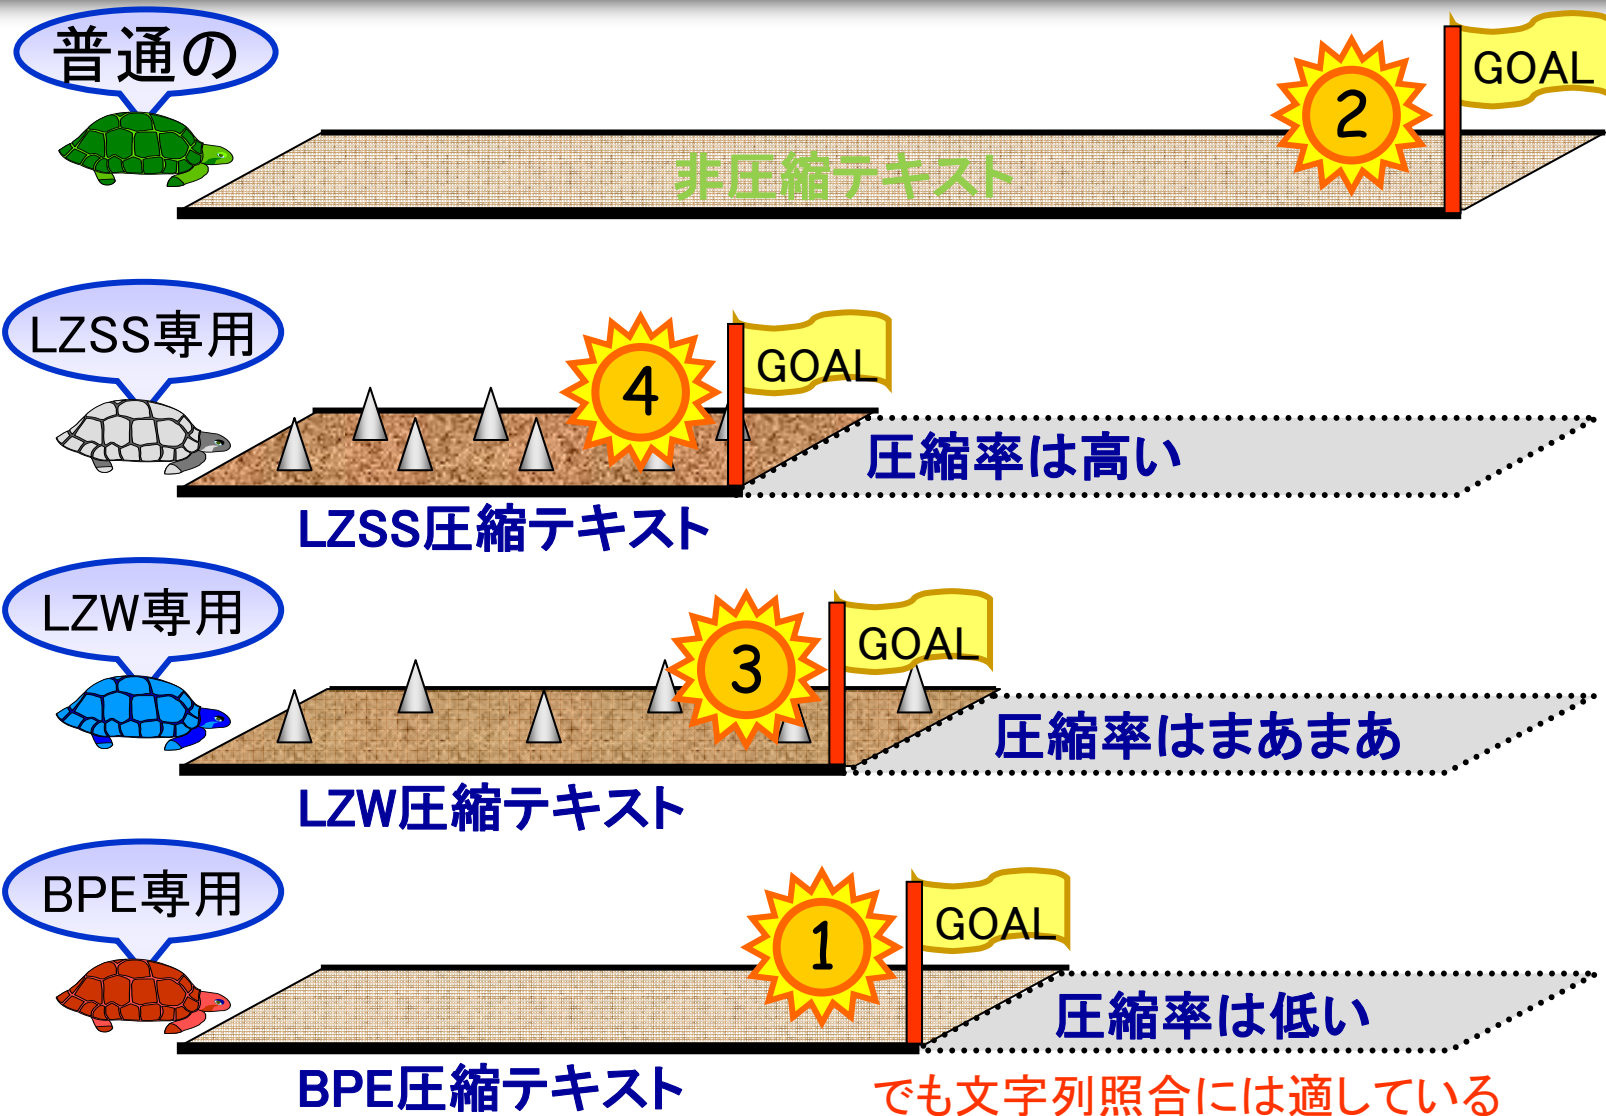 普通の
GOAL
2
非圧縮テキスト
LZSS専用
GOAL
4
圧縮率は高い
LZSS圧縮テキスト
LZW専用
GOAL
3
圧縮率はまあまあ
LZW圧縮テキスト
BPE専用
GOAL
1
圧縮率は低い
BPE圧縮テキスト
でも文字列照合には適している